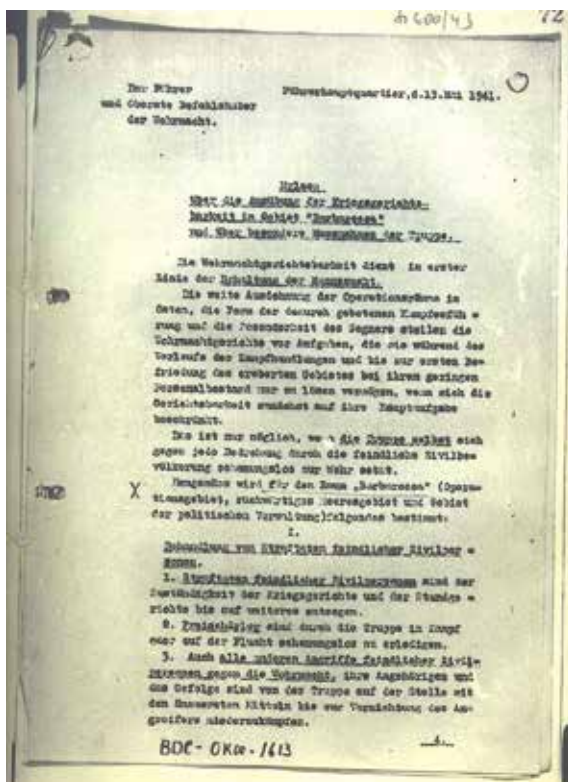 72
Der Führer
und Oberste Befehlshaber
der Wehrmacht.
Führerhauptquartier, d.13.Mai 1941.
Erlass
über die Ausübung der Kriegsgerichts-
barkeit im Gebiet "Barbarossa"
und über besondere Massnahmen der Truppe.
Die Wehrmachtgerichtsbarkeit dient in erster
Linie der Erhaltung der Mannszucht.
Die weite Ausdehnung der Operationsräume im
Osten, die Form der dadurch gebotenen Kampfesfüh=
rung und die Besonderheit des Gegners stellen die
Wehrmachtgerichte vor Aufgaben, die sie während des
Verlaufs der Kampfhandlungen und bis zur ersten Be-
friedung des eroberten Gebietes bei ihrem geringen
Personalbestand nur zu lösen vermögen, wenn sich die
Gerichtsbarkeit zunächst auf ihre Hauptaufgabe
beschränkt.
Das ist nur möglich, wenn die Truppe selbst sich
gegen jede Bedrohung durch die feindliche Zivilbe=
völkerung schonungslos zur Wehr setzt.
X
Demgemäss wird für den Raum „Barbarossa" (Opera=
tionsgebiet, rückwärtiges Heeresgebiet und Gebiet
der politischen Verwaltung) folgendes bestimmt:
I.
Behandlung von Straftaten feindlicher Zivilper =
sonen.
1. Straftaten feindlicher Zivilpersonen sind der
Zuständigkeit der Kriegsgerichte und der Standge =
richte bis auf weiteres entzogen.
2. Freischärler sind durch die Truppe im Kampf
oder auf der Flucht schonungslos zu erledigen.
3. Auch alle anderen Angriffe feindlicher Zivil=
personen gegen die Wehrmacht, ihre Angehörigen und
das Gefolge sind von der Truppe auf der Stelle mit
den äussersten Mitteln bis zur Vernichtung des An=
greifers niederzukämpfen.
BDC - OKW - 1613